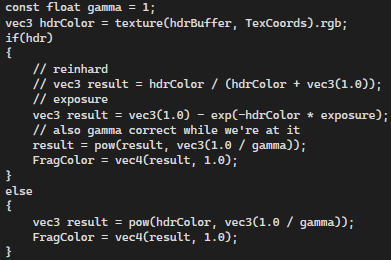 const float gamma = 1;
vec3 hdrColor = texture(hdrBuffer, TexCoords).rgb;
if(hdr)
{
    // reinhard
    // vec3 result = hdrColor / (hdrColor + vec3(1.0));
    // exposure
    vec3 result = vec3(1.0) - exp(-hdrColor * exposure);
    // also gamma correct while we're at it
    result = pow(result, vec3(1.0 / gamma));
    FragColor = vec4(result, 1.0);
}
else
{
    vec3 result = pow(hdrColor, vec3(1.0 / gamma));
    FragColor = vec4(result, 1.0);
}